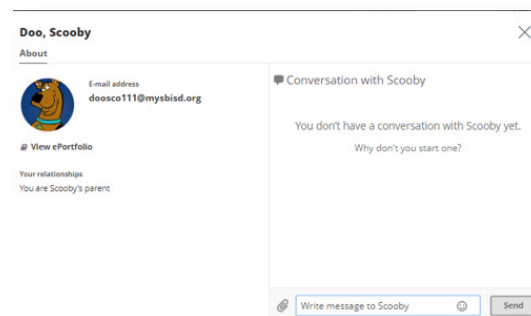 Doo, Scooby
About
E-mail address
doosco111@mysbisd.org
View ePortfolio
Your relationships
You are Scooby's parent
Conversation with Scooby
You don't have a conversation with Scooby yet.
Why don't you start one?
Write message to Scooby
Send